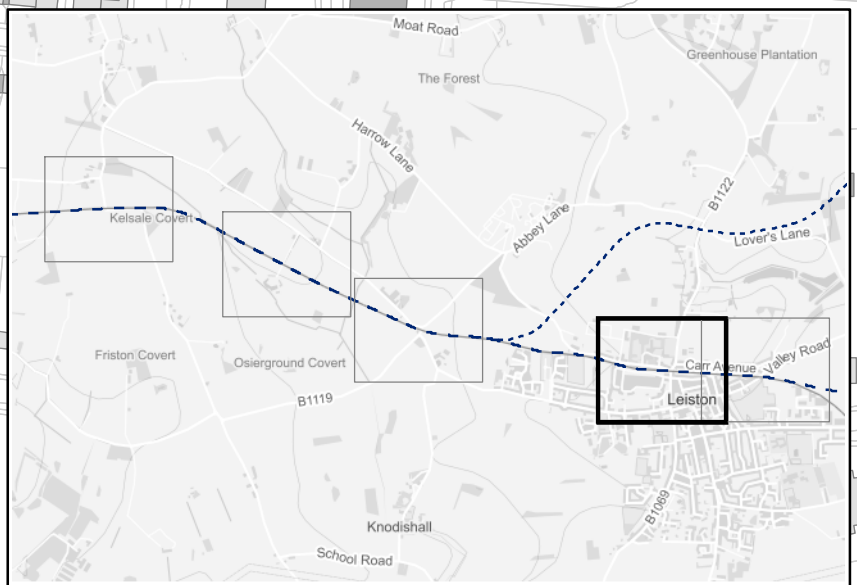 Moat Road
Greenhouse Plantation
The Forest
Harrow Lane
B1122
Kelsale Covert
Abbey Lane
Lover's Lane
Friston Covert
Osierground Covert
Carr Avenue
Valley Road
Leiston
B1119
B1069
Knodishall
School Road